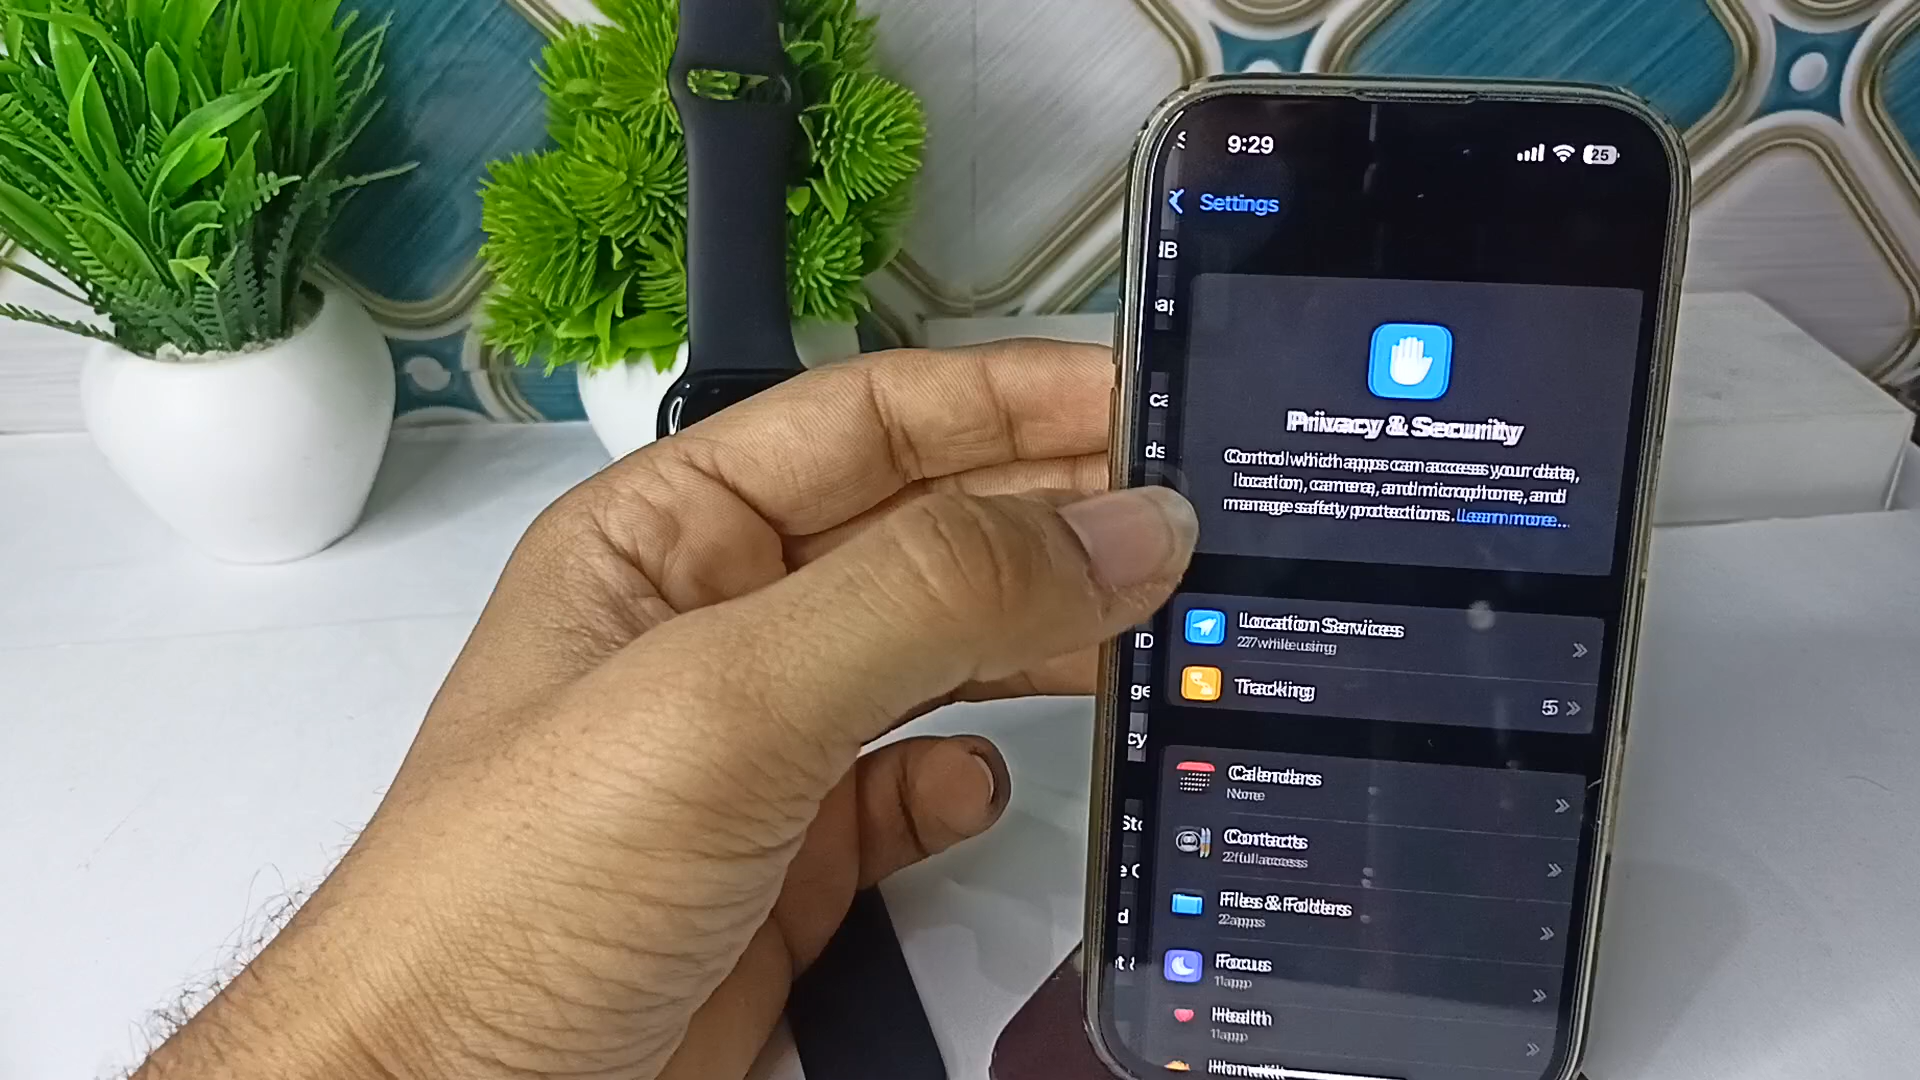 9:29
25
Settings
Privacy & Security
Control which apps can access your data,
location, camera, and microphone, and
manage safety protections. Learn more...
Location Services
27 while using
Tracking
5
Calendars
None
Contacts
2 full access
Files & Folders
2 apps
Focus
1 app
Health
1 app
HomeKit